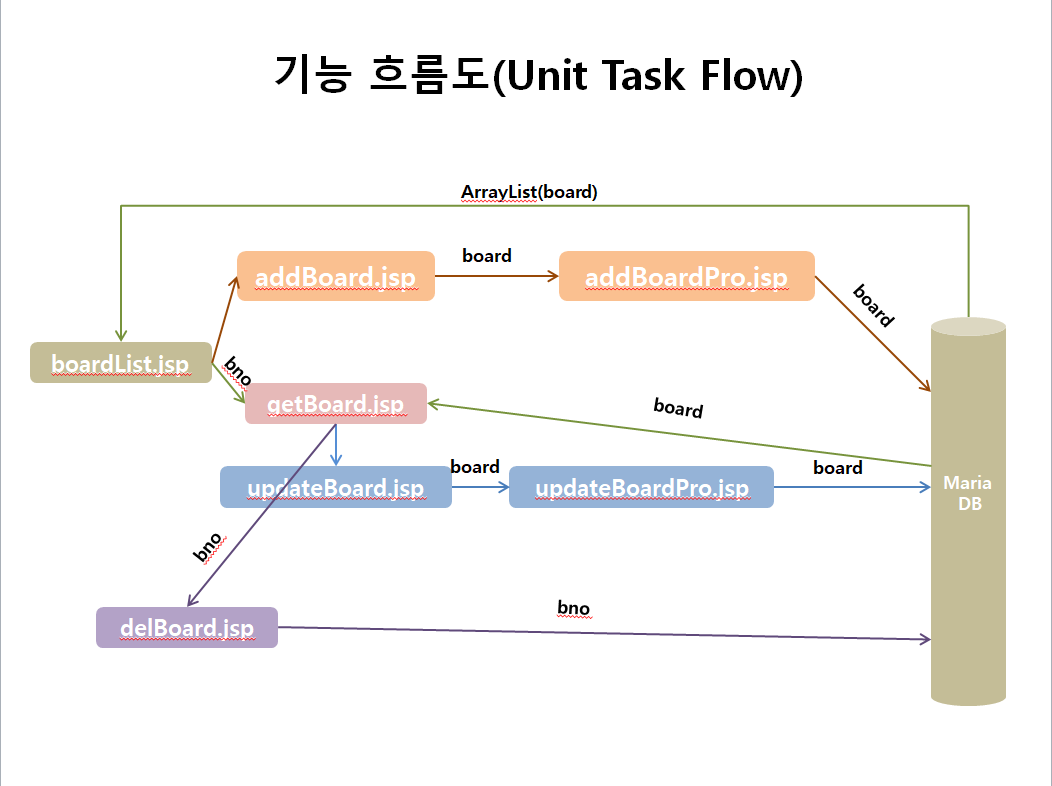 기능 흐름도(Unit Task Flow)
ArrayList(board)
addBoard.jsp
board
addBoardPro.jsp
board
boardList.jsp
bno
getBoard.jsp
board
updateBoard.jsp
board
updateBoardPro.jsp
board
Maria
DB
bno
delBoard.jsp
bno